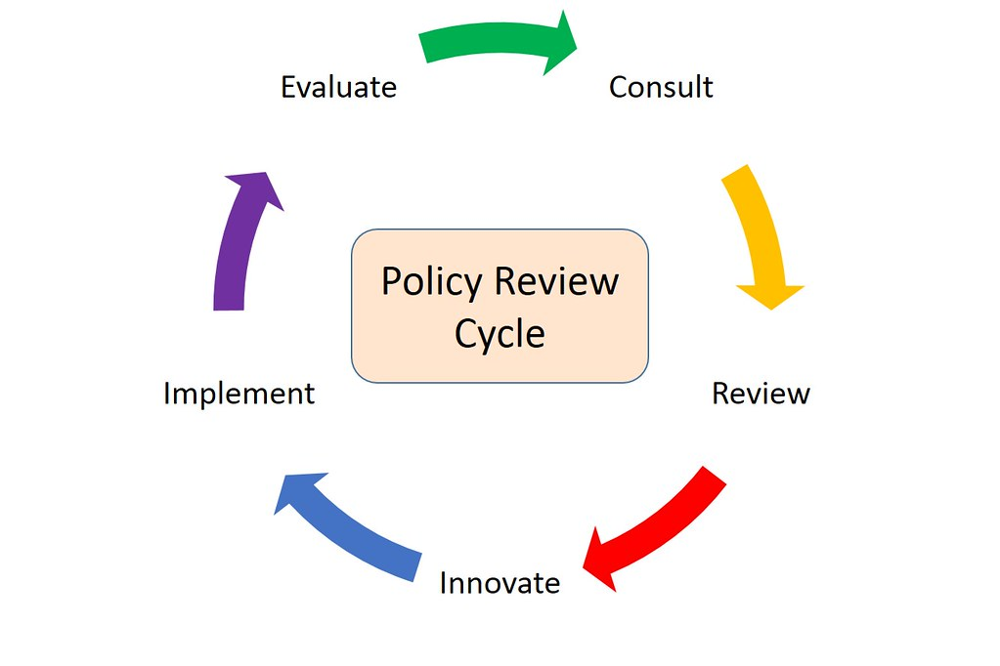 Evaluate
Consult
Policy Review
Cycle
Implement
Review
Innovate